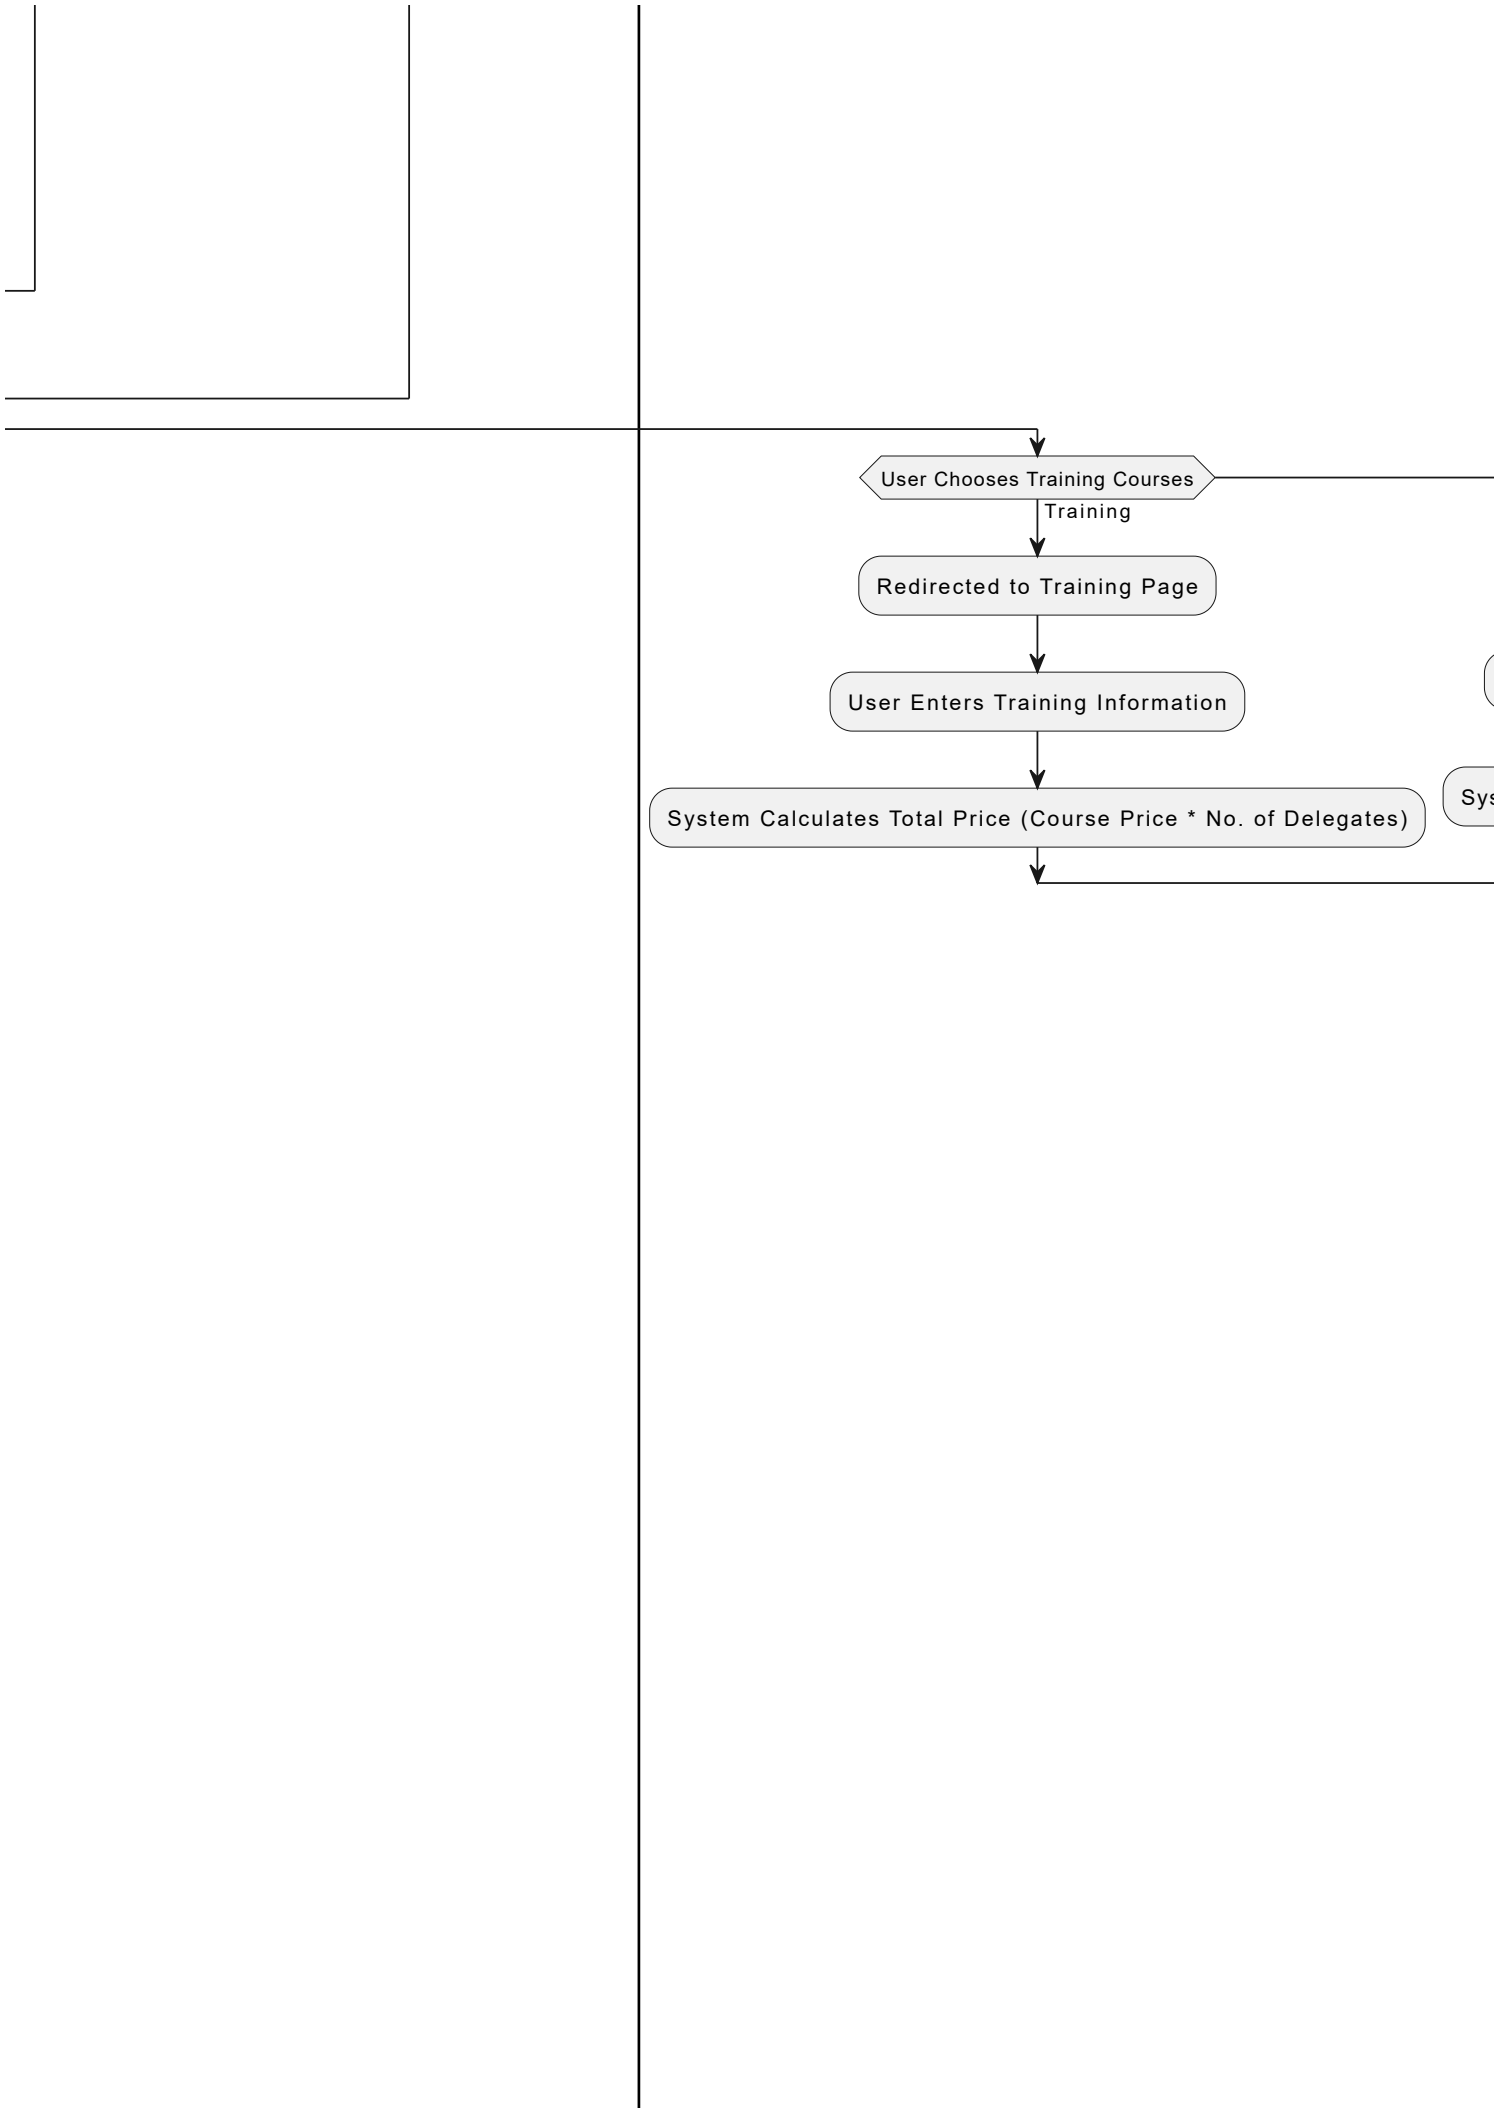 User Chooses Training Courses
Training
Redirected to Training Page
User Enters Training Information
System Calculates Total Price (Course Price * No. of Delegates)